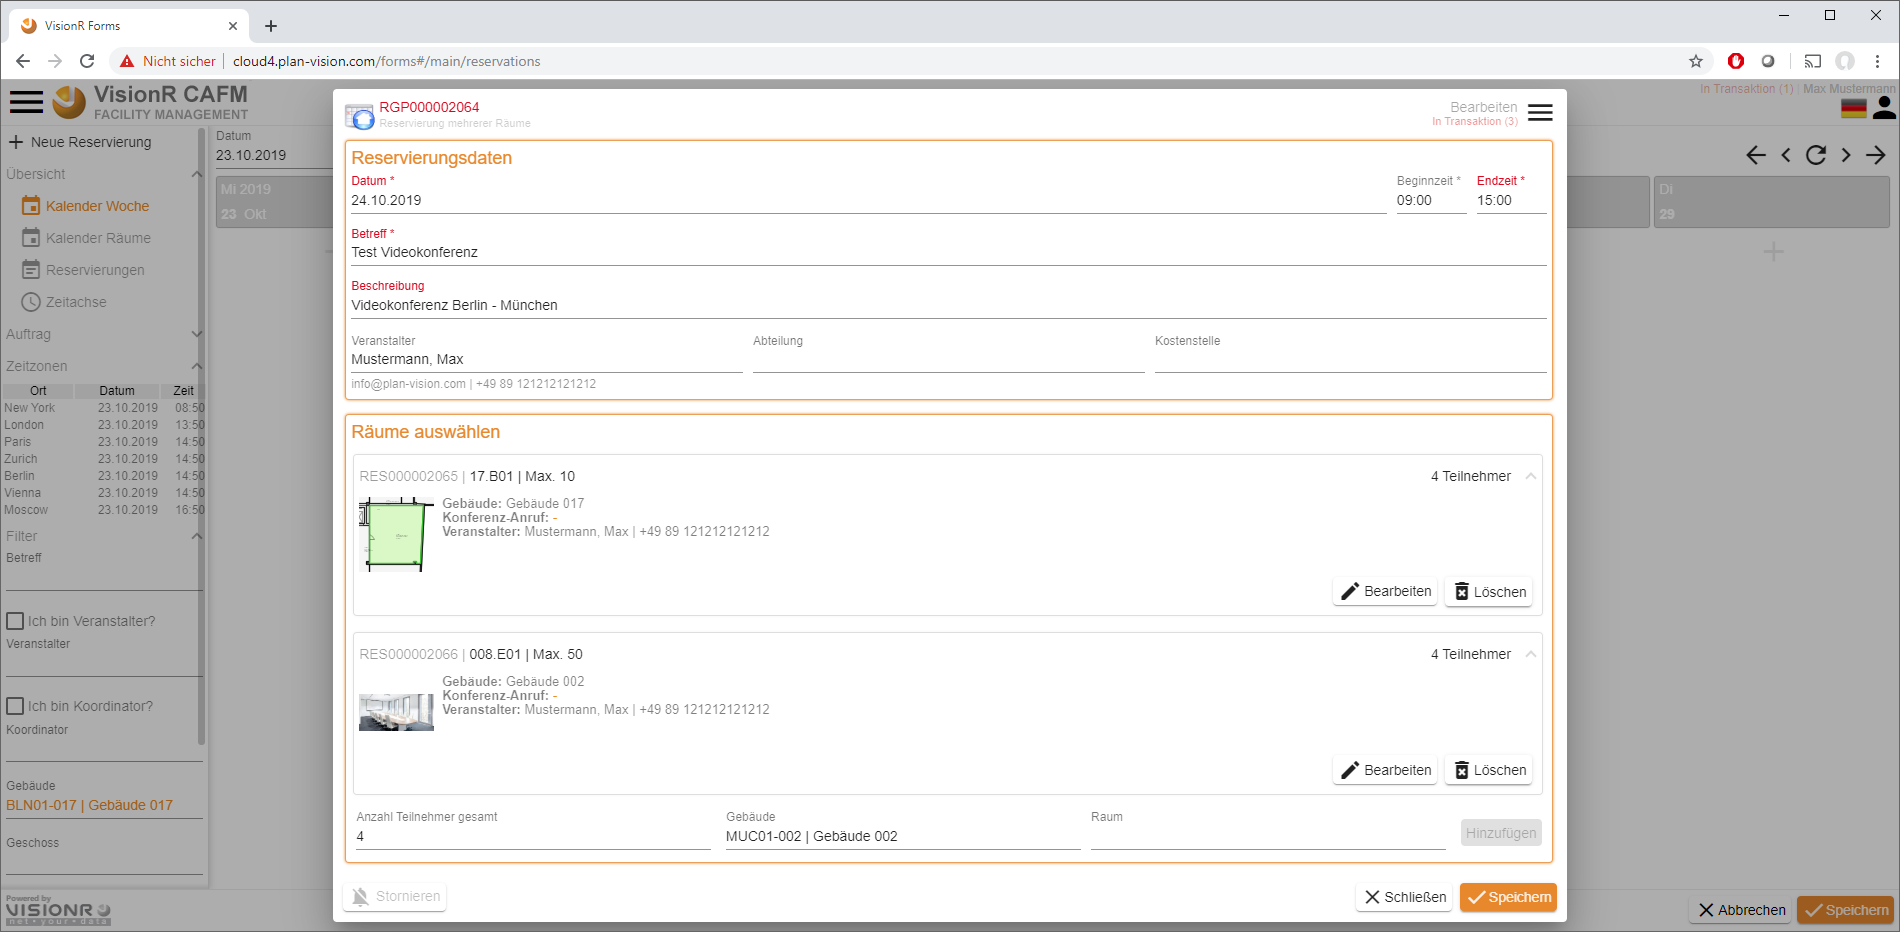 VisionR Forms
Nicht sicher
cloud4.plan-vision.com/forms#/main/reservations
VisionR CAFM
FACILITY MANAGEMENT
In Transaktion (1) | Max Mustermann
Neue Reservierung
Übersicht
Kalender Woche
Kalender Räume
Reservierungen
Zeitachse
Auftrag
Zeitzonen
Ort Datum Zeit
New York 23.10.2019 08:50
London 23.10.2019 13:50
Paris 23.10.2019 14:50
Zurich 23.10.2019 14:50
Berlin 23.10.2019 14:50
Vienna 23.10.2019 14:50
Moscow 23.10.2019 16:50
Filter
Betreff
Ich bin Veranstalter?
Veranstalter
Ich bin Koordinator?
Koordinator
Gebäude
BLN01-017 | Gebäude 017
Geschoss
Powered by
VISIONR
net • your • data
Datum
23.10.2019
Mi 2019
23 Okt
Di
29
RGP000002064
Reservierung mehrerer Räume
Bearbeiten
In Transaktion (3)
Reservierungsdaten
Datum * Beginnzeit * Endzeit *
24.10.2019 09:00 15:00
Betreff *
Test Videokonferenz
Beschreibung
Videokonferenz Berlin - München
Veranstalter Abteilung Kostenstelle
Mustermann, Max
info@plan-vision.com | +49 89 121212121212
Räume auswählen
RES000002065 | 17.B01 | Max. 10 4 Teilnehmer
Gebäude: Gebäude 017
Konferenz-Anruf: -
Veranstalter: Mustermann, Max | +49 89 121212121212
Bearbeiten Löschen
RES000002066 | 008.E01 | Max. 50 4 Teilnehmer
Gebäude: Gebäude 002
Konferenz-Anruf: -
Veranstalter: Mustermann, Max | +49 89 121212121212
Bearbeiten Löschen
Anzahl Teilnehmer gesamt Gebäude Raum
4 MUC01-002 | Gebäude 002 Hinzufügen
Stornieren Schließen Speichern
Abbrechen Speichern